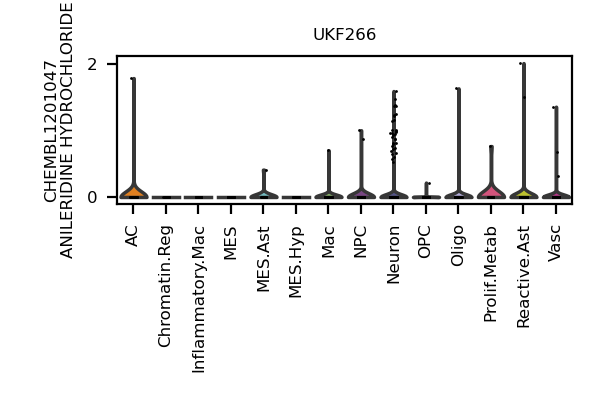 UKF266
CHEMBL1201047
ANILERIDINE HYDROCHLORIDE
2
0
AC
Chromatin.Reg
Inflammatory.Mac
MES
MES.Ast
MES.Hyp
Mac
NPC
Neuron
OPC
Oligo
Prolif.Metab
Reactive.Ast
Vasc